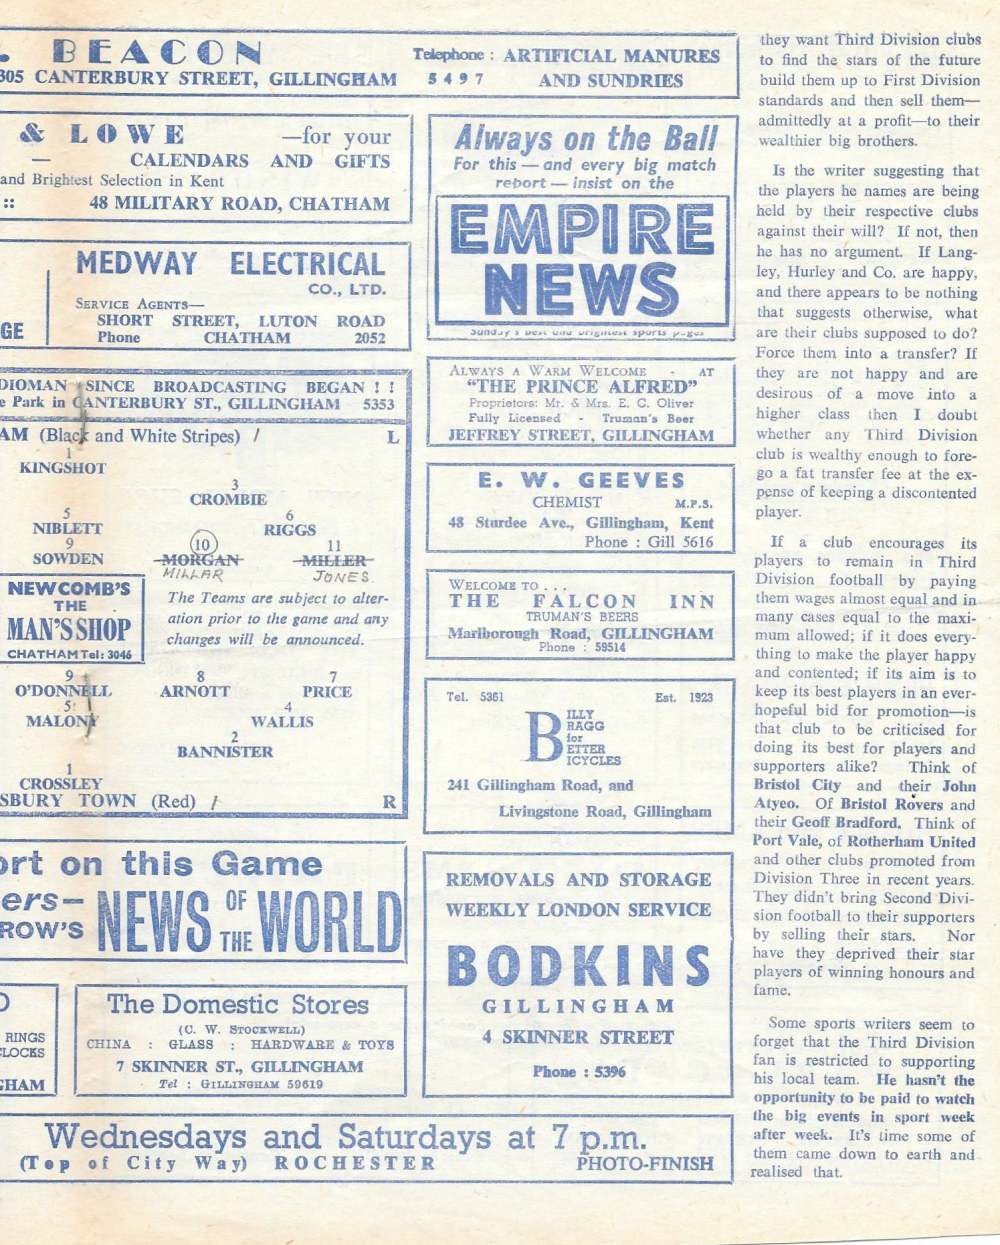 . BEACON
305 CANTERBURY STREET, GILLINGHAM
Telephone : ARTIFICIAL MANURES
5497 AND SUNDRIES
& LOWE —for your
— CALENDARS AND GIFTS
and Brightest Selection in Kent
:: 48 MILITARY ROAD, CHATHAM
MEDWAY ELECTRICAL
CO., LTD.
SERVICE AGENTS—
SHORT STREET, LUTON ROAD
GE
Phone CHATHAM 2052
DIOMAN SINCE BROADCASTING BEGAN ! !
e Park in CANTERBURY ST., GILLINGHAM 5353
AM (Black and White Stripes) / L
1
KINGSHOT
3
CROMBIE
5 6
NIBLETT RIGGS
9 10 11
SOWDEN MORGAN MILLER
MILLAR JONES
NEWCOMB'S
THE
MAN'S SHOP
CHATHAM Tel: 3046
The Teams are subject to alter-
ation prior to the game and any
changes will be announced.
9 8 7
O'DONNELL ARNOTT PRICE
5 4
MALONY WALLIS
2
BANNISTER
1
CROSSLEY
SBURY TOWN (Red) / R
ort on this Game
ers—
ROW'S NEWS OF THE WORLD
RINGS
CLOCKS
GHAM
The Domestic Stores
(C. W. STOCKWELL)
CHINA : GLASS : HARDWARE & TOYS
7 SKINNER ST., GILLINGHAM
Tel : GILLINGHAM 59619
Wednesdays and Saturdays at 7 p.m.
(Top of City Way) ROCHESTER PHOTO-FINISH
Always on the Ball
For this — and every big match
report — insist on the
EMPIRE
NEWS
Sunday's best and brightest sports pages
ALWAYS A WARM WELCOME - AT
"THE PRINCE ALFRED"
Proprietors: Mr. & Mrs. E. C. Oliver
Fully Licensed - Truman's Beer
JEFFREY STREET, GILLINGHAM
E. W. GEEVES
CHEMIST M.P.S.
48 Sturdee Ave., Gillingham, Kent
Phone : Gill 5616
WELCOME TO . . .
THE FALCON INN
TRUMAN'S BEERS
Marlborough Road, GILLINGHAM
Phone : 59514
Tel. 5361 Est. 1923
BILLY
BRAGG
for
BETTER
BICYCLES
241 Gillingham Road, and
Livingstone Road, Gillingham
REMOVALS AND STORAGE
WEEKLY LONDON SERVICE
BODKINS
GILLINGHAM
4 SKINNER STREET
Phone : 5396
they want Third Division clubs
to find the stars of the future
build them up to First Division
standards and then sell them—
admittedly at a profit—to their
wealthier big brothers.
Is the writer suggesting that
the players he names are being
held by their respective clubs
against their will? If not, then
he has no argument. If Lang-
ley, Hurley and Co. are happy,
and there appears to be nothing
that suggests otherwise, what
are their clubs supposed to do?
Force them into a transfer? If
they are not happy and are
desirous of a move into a
higher class then I doubt
whether any Third Division
club is wealthy enough to fore-
go a fat transfer fee at the ex-
pense of keeping a discontented
player.
If a club encourages its
players to remain in Third
Division football by paying
them wages almost equal and in
many cases equal to the maxi-
mum allowed; if it does every-
thing to make the player happy
and contented; if its aim is to
keep its best players in an ever-
hopeful bid for promotion—is
that club to be criticised for
doing its best for players and
supporters alike? Think of
Bristol City and their John
Atyeo. Of Bristol Rovers and
their Geoff Bradford. Think of
Port Vale, of Rotherham United
and other clubs promoted from
Division Three in recent years.
They didn't bring Second Divi-
sion football to their supporters
by selling their stars. Nor
have they deprived their star
players of winning honours and
fame.
Some sports writers seem to
forget that the Third Division
fan is restricted to supporting
his local team. He hasn't the
opportunity to be paid to watch
the big events in sport week
after week. It's time some of
them came down to earth and
realised that.